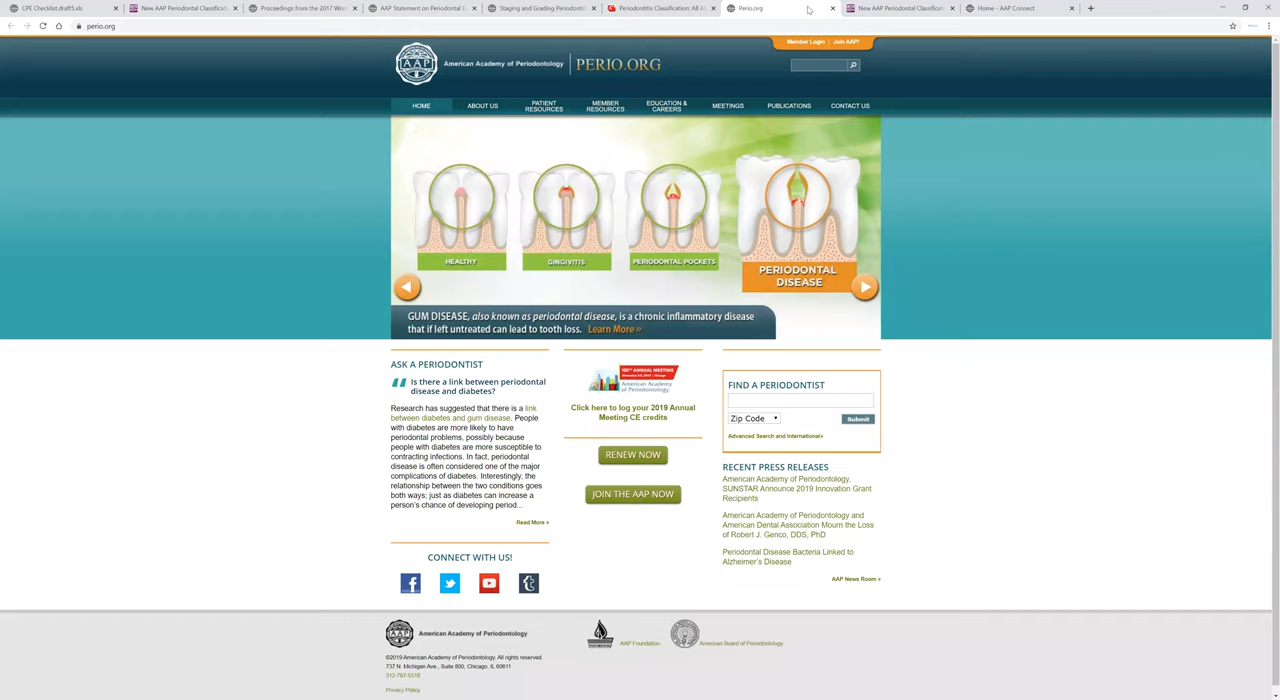 CPE Checklist.draft5.xls
New AAP Periodontal Classificati
Proceedings from the 2017 Worl
AAP Statement on Periodontal E
Staging and Grading Periodonti
Periodontitis Classification: All A
Perio.org
New AAP Periodontal Classificati
Home - AAP Connect
perio.org
Member Login | Join AAP!
AAP
American Academy of Periodontology
PERIO.ORG
HOME
ABOUT US
PATIENT RESOURCES
MEMBER RESOURCES
EDUCATION & CAREERS
MEETINGS
PUBLICATIONS
CONTACT US
HEALTHY
GINGIVITIS
PERIODONTAL POCKETS
PERIODONTAL
DISEASE
GUM DISEASE, also known as periodontal disease, is a chronic inflammatory disease
that if left untreated can lead to tooth loss. Learn More »
ASK A PERIODONTIST
Is there a link between periodontal
disease and diabetes?
Research has suggested that there is a link
between diabetes and gum disease. People
with diabetes are more likely to have
periodontal problems, possibly because
people with diabetes are more susceptible to
contracting infections. In fact, periodontal
disease is often considered one of the major
complications of diabetes. Interestingly, the
relationship between the two conditions goes
both ways; just as diabetes can increase a
person's chance of developing period...
Read More »
CONNECT WITH US!
105TH ANNUAL MEETING
American Academy
of Periodontology
Click here to log your 2019 Annual
Meeting CE credits
RENEW NOW
JOIN THE AAP NOW
FIND A PERIODONTIST
Zip Code
Submit
Advanced Search and International»
RECENT PRESS RELEASES
American Academy of Periodontology,
SUNSTAR Announce 2019 Innovation Grant
Recipients
American Academy of Periodontology and
American Dental Association Mourn the Loss
of Robert J. Genco, DDS, PhD
Periodontal Disease Bacteria Linked to
Alzheimer's Disease
AAP News Room »
AAP
American Academy of Periodontology
AAP Foundation
American Board of Periodontology
©2019 American Academy of Periodontology. All rights reserved.
737 N. Michigan Ave., Suite 800, Chicago, IL 60611
312-787-5518
Privacy Policy